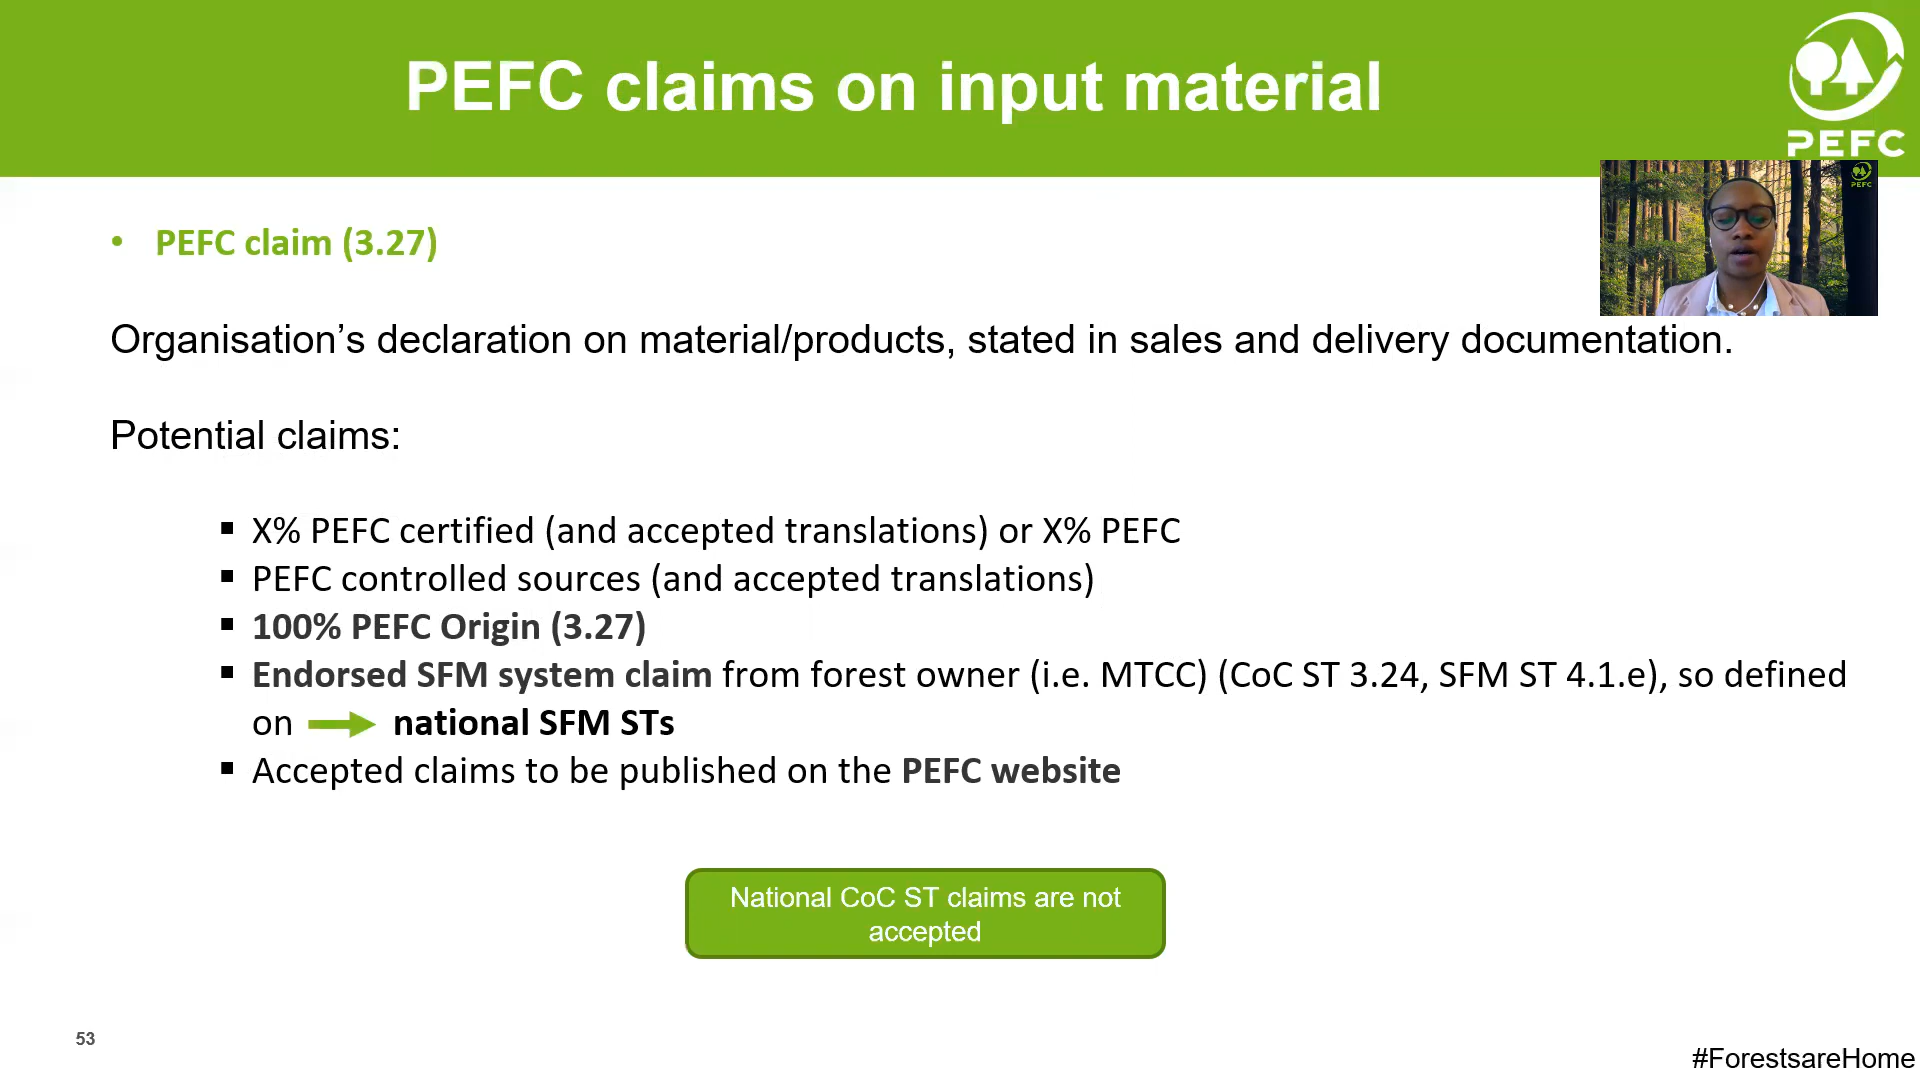 PEFC claims on input material
PEFC
PEFC
• PEFC claim (3.27)
Organisation’s declaration on material/products, stated in sales and delivery documentation.
Potential claims:
▪ X% PEFC certified (and accepted translations) or X% PEFC
▪ PEFC controlled sources (and accepted translations)
▪ 100% PEFC Origin (3.27)
▪ Endorsed SFM system claim from forest owner (i.e. MTCC) (CoC ST 3.24, SFM ST 4.1.e), so defined
on national SFM STs
▪ Accepted claims to be published on the PEFC website
National CoC ST claims are not
accepted
53
#ForestsareHome